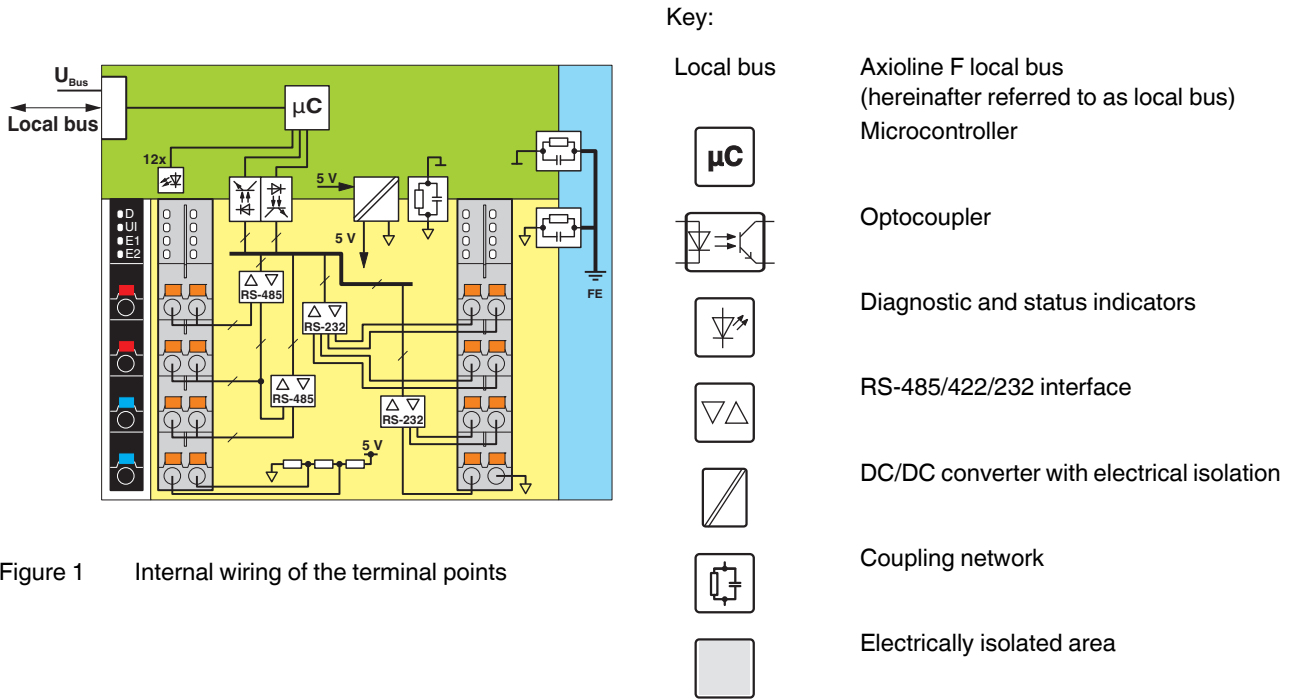 Key:
U Bus
Local bus
µC
12x
5 V
5 V
D
UI
E1
E2
RS-485
RS-232
FE
RS-485
RS-232
5 V
Figure 1 Internal wiring of the terminal points
Local bus Axioline F local bus
(hereinafter referred to as local bus)
µC Microcontroller
Optocoupler
Diagnostic and status indicators
RS-485/422/232 interface
DC/DC converter with electrical isolation
Coupling network
Electrically isolated area